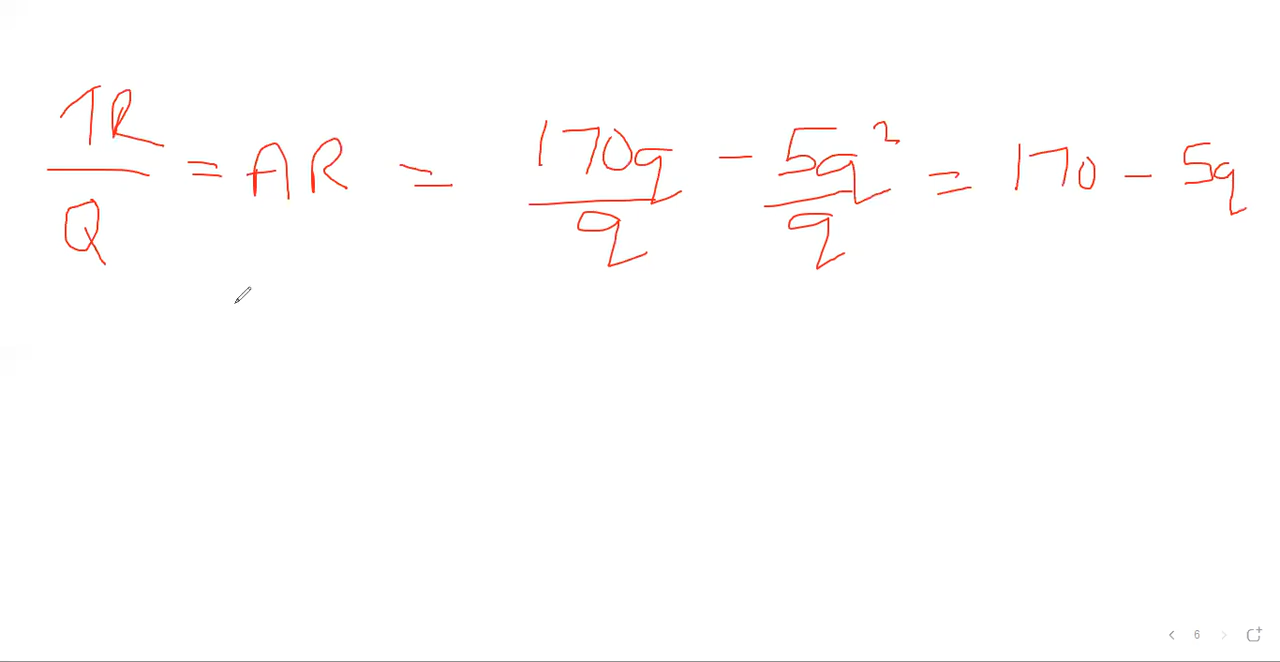 TR/Q = AR = 170q/q - 5q²/q = 170 - 5q
6